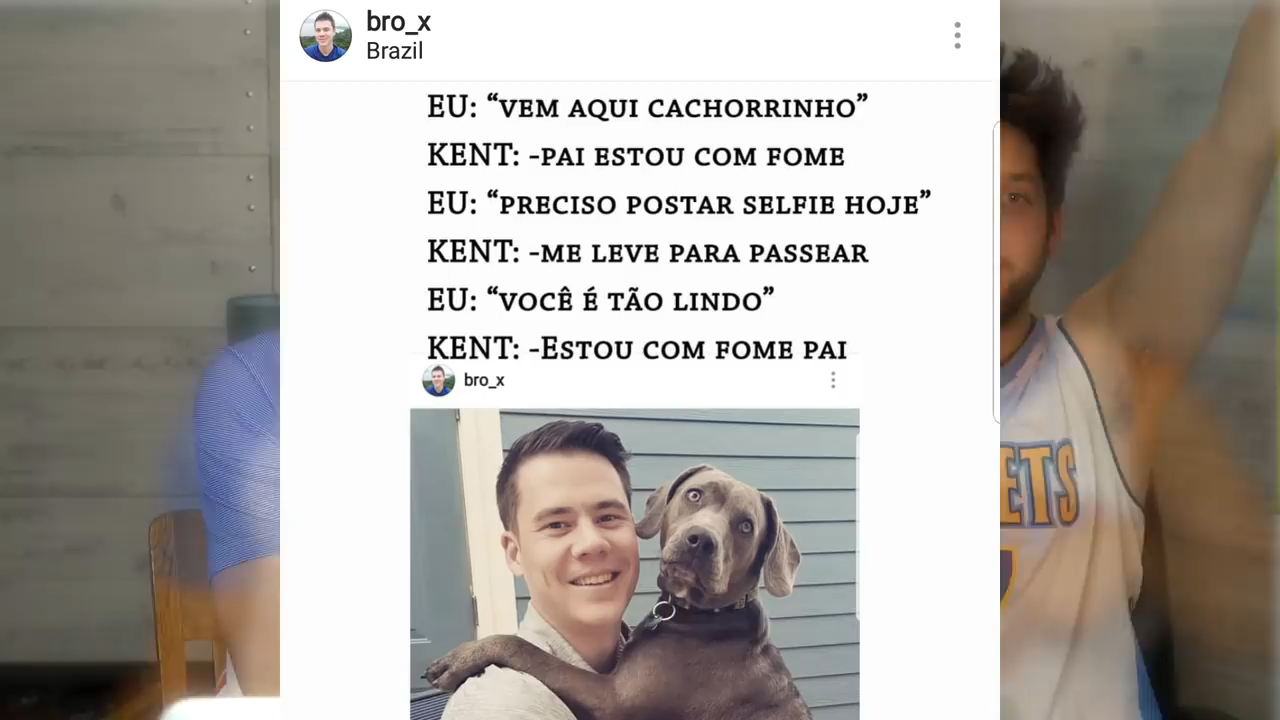 bro_x
Brazil
EU: “VEM AQUI CACHORRINHO”
KENT: -PAI ESTOU COM FOME
EU: “PRECISO POSTAR SELFIE HOJE”
KENT: -ME LEVE PARA PASSEAR
EU: “VOCÊ É TÃO LINDO”
KENT: -ESTOU COM FOME PAI
bro_x
ETS